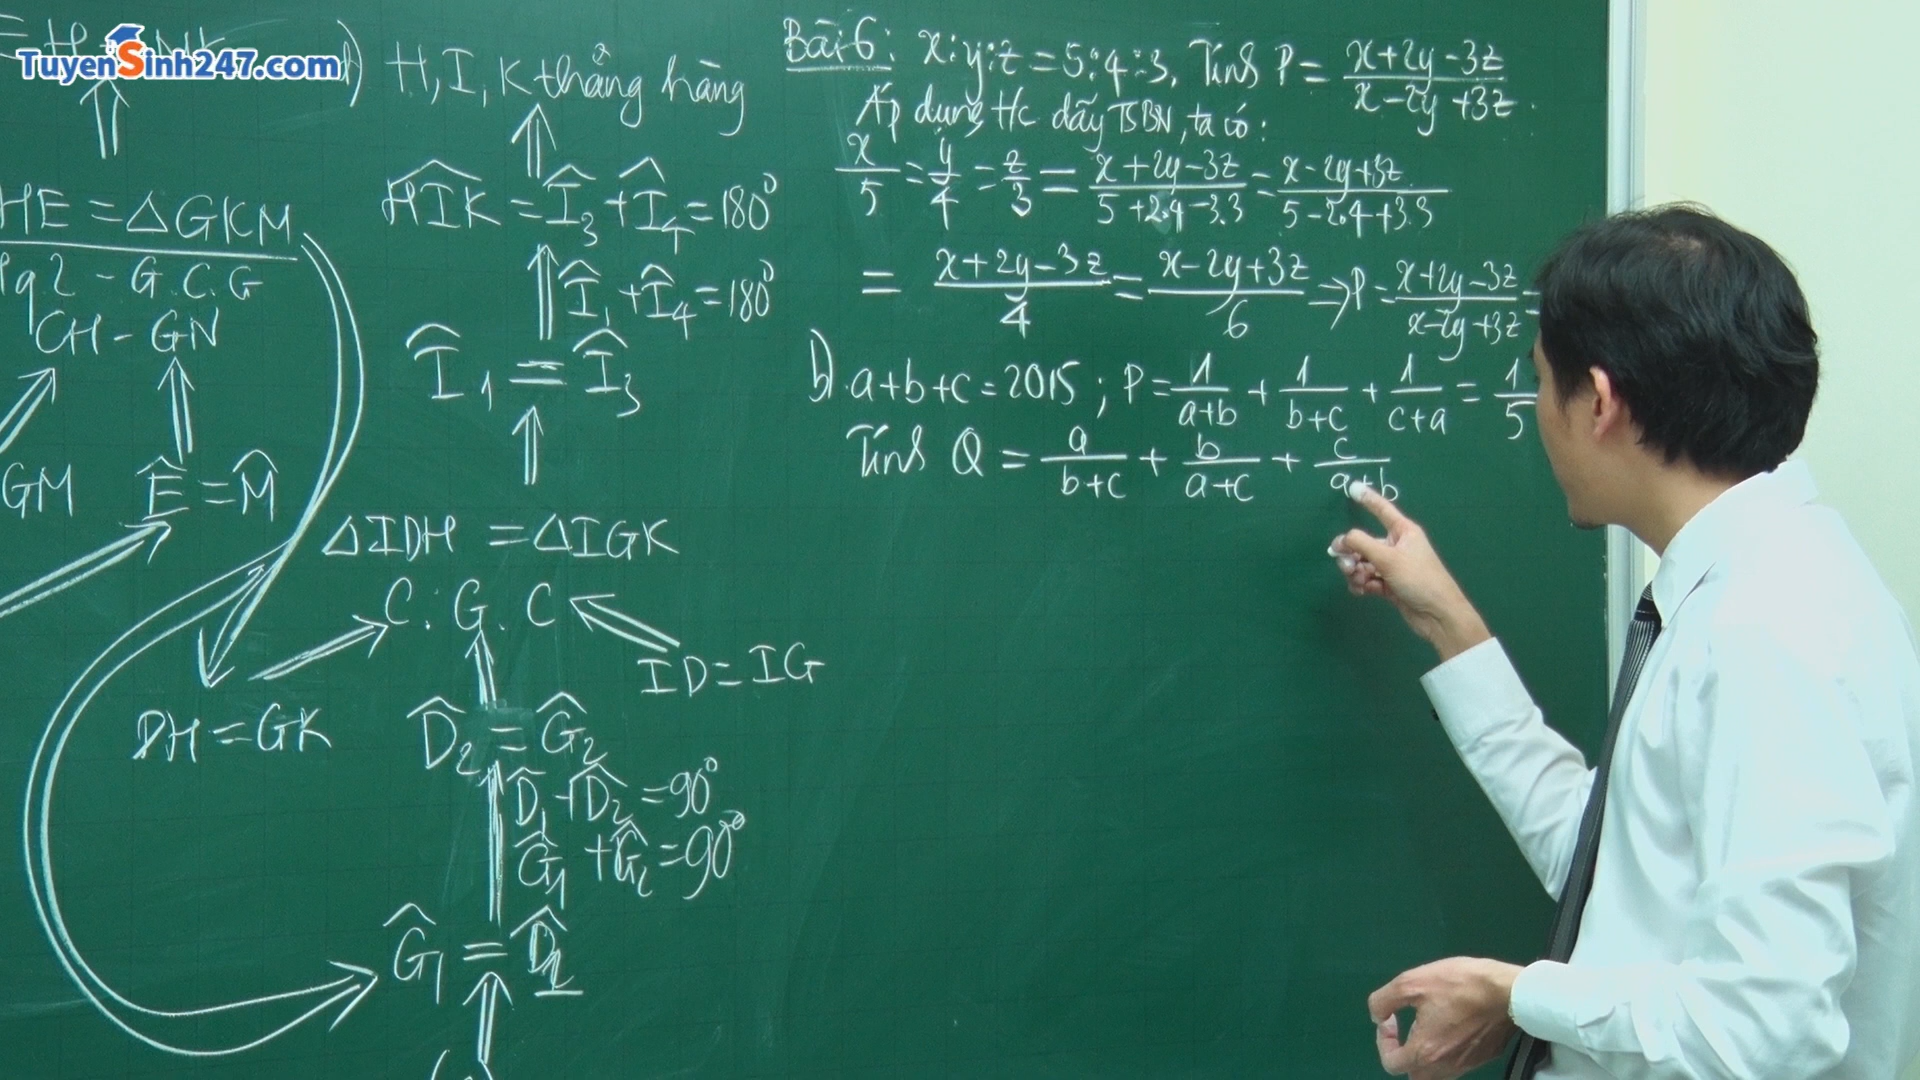 TuyenSinh247.com
H, I, K thẳng hàng
HIK = I₃ + I₄ = 180°
I₁ + I₄ = 180°
I₁ = I₃
HE = ΔGKM
G.C.G
CH - GN
GM Ê = M̂
ΔIDH = ΔIGK
C.G.C
ID = IG
DH = GK
D₂ = G₂
D₁ + D₂ = 90°
G₁ + G₂ = 90°
G₁ = D₁
Bài 6: x:y:z = 5:4:3. Tính P = (x+2y-3z)/(x-2y+3z).
Áp dụng t/c dãy TSBN, ta có:
x/5 = y/4 = z/3 = (x+2y-3z)/(5+2.4-3.3) = (x-2y+3z)/(5-2.4+3.3)
= (x+2y-3z)/4 = (x-2y+3z)/6 ⇒ P = (x+2y-3z)/(x-2y+3z) =
b). a+b+c = 2015; P = 1/(a+b) + 1/(b+c) + 1/(c+a) = 1/5
Tính Q = a/(b+c) + b/(a+c) + c/(a+b)